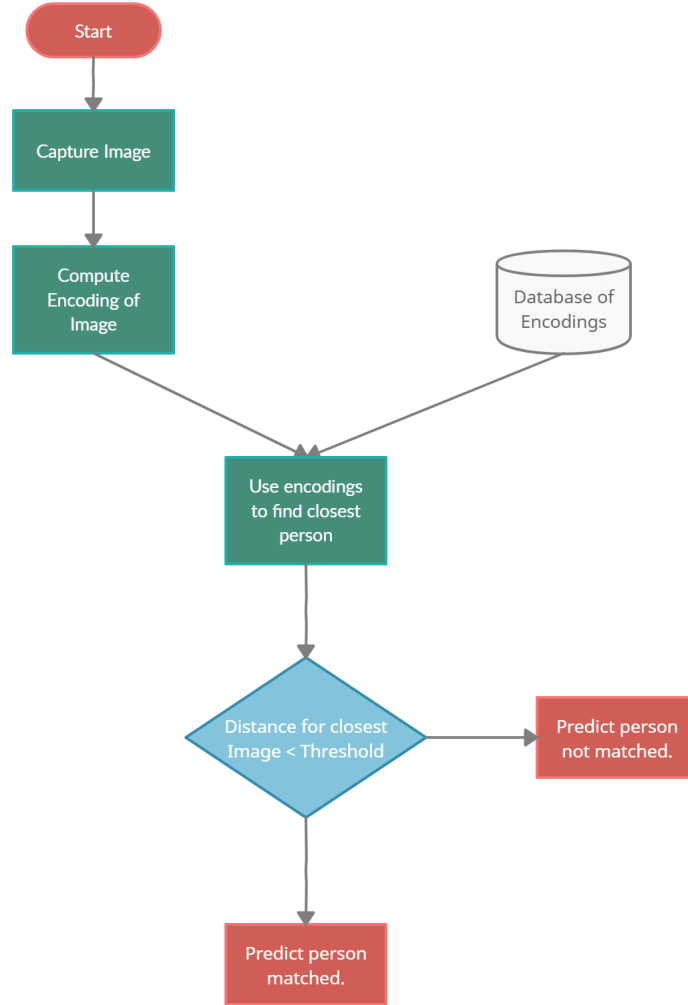 Start
Capture Image
Compute
Encoding of
Image
Database of
Encodings
Use encodings
to find closest
person
Distance for closest
Image < Threshold
Predict person
not matched.
Predict person
matched.